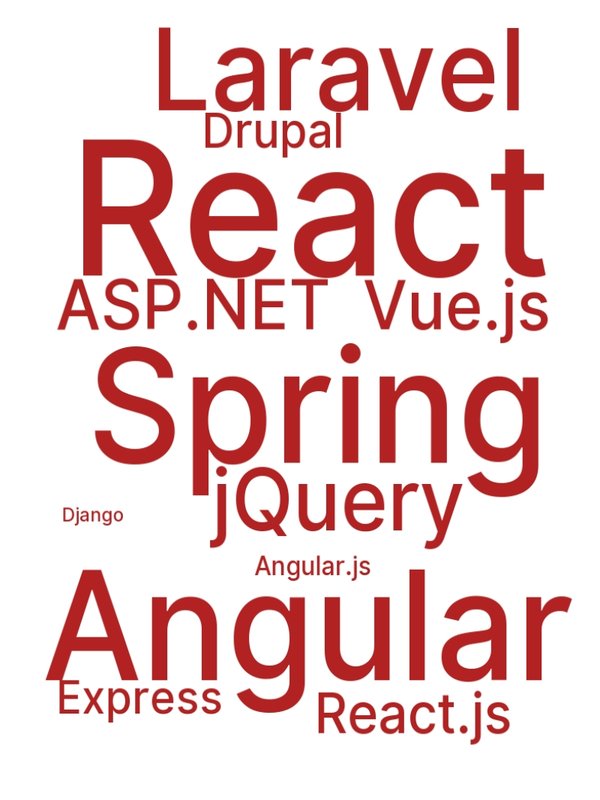 Laravel
Drupal
React
ASP.NET Vue.js
Spring
jQuery
Django
Angular.js
Angular
Express
React.js